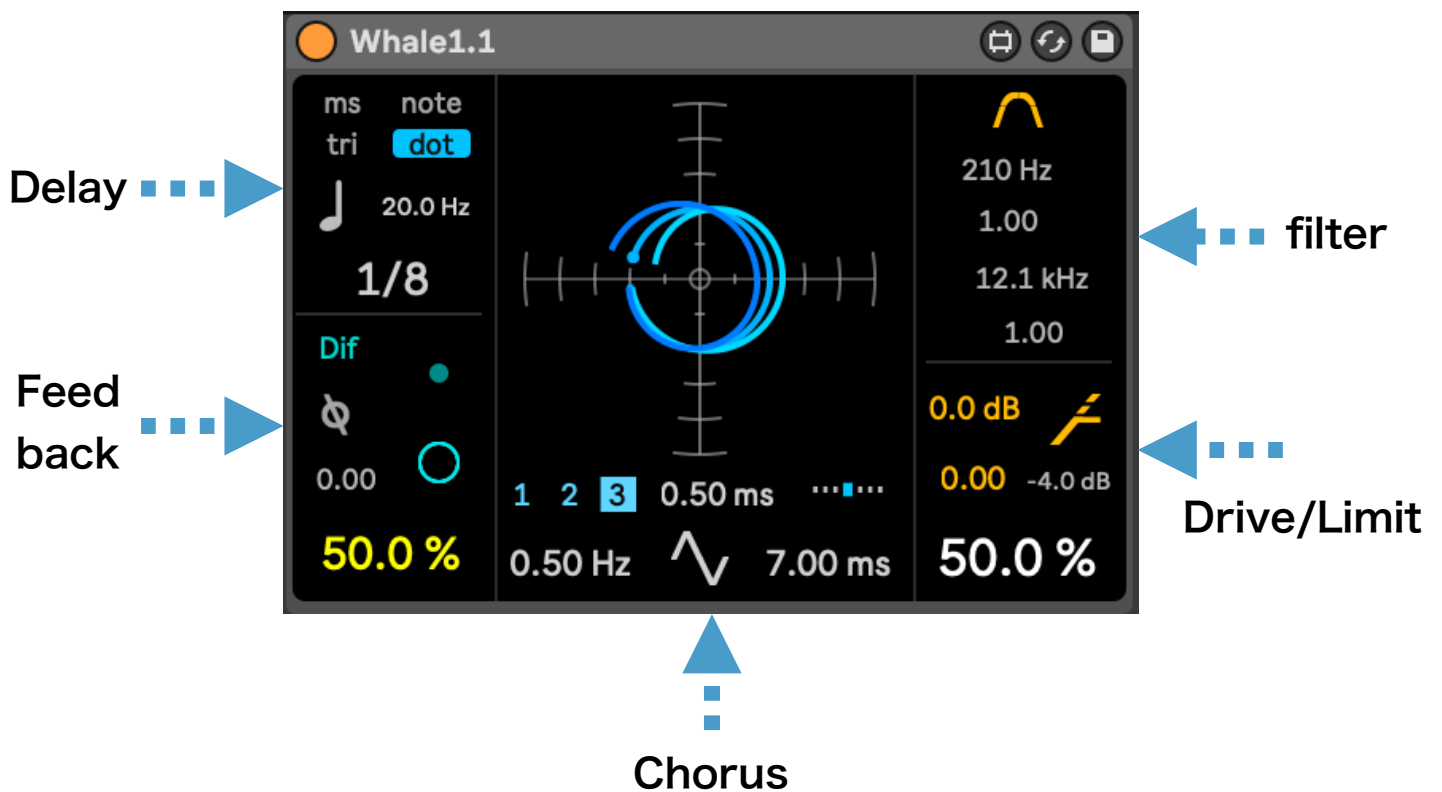 Whale1.1
ms note
tri dot
20.0 Hz
1/8
Delay
Dif
0.00
50.0 %
Feed
back
1 2 3 0.50 ms
0.50 Hz 7.00 ms
Chorus
210 Hz
1.00
12.1 kHz
1.00
filter
0.0 dB
0.00 -4.0 dB
50.0 %
Drive/Limit